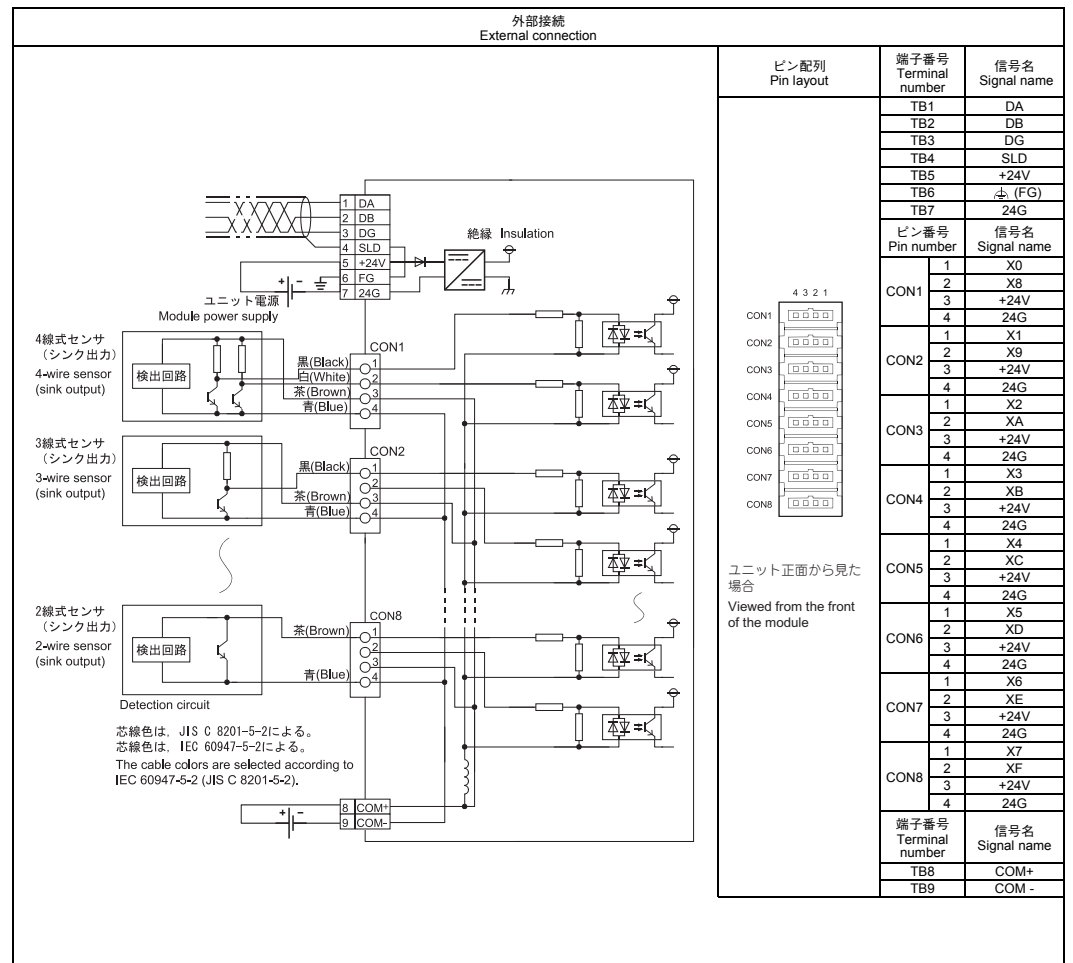 外部接続
External connection
ピン配列
Pin layout
端子番号
Terminal
number
信号名
Signal name
TB1 DA
TB2 DB
TB3 DG
TB4 SLD
TB5 +24V
TB6 (FG)
TB7 24G
ピン番号
Pin number
信号名
Signal name
CON1
1 X0
2 X8
3 +24V
4 24G
CON2
1 X1
2 X9
3 +24V
4 24G
CON3
1 X2
2 XA
3 +24V
4 24G
CON4
1 X3
2 XB
3 +24V
4 24G
CON5
1 X4
2 XC
3 +24V
4 24G
CON6
1 X5
2 XD
3 +24V
4 24G
CON7
1 X6
2 XE
3 +24V
4 24G
CON8
1 X7
2 XF
3 +24V
4 24G
端子番号
Terminal
number
信号名
Signal name
TB8 COM+
TB9 COM -
4 3 2 1
CON1
CON2
CON3
CON4
CON5
CON6
CON7
CON8
ユニット正面から見た
場合
Viewed from the front
of the module
1 DA
2 DB
3 DG
4 SLD
5 +24V
6 FG
7 24G
絶縁 Insulation
+ -
ユニット電源
Module power supply
4線式センサ
（シンク出力）
4-wire sensor
(sink output)
検出回路
CON1
黒(Black) 1
白(White) 2
茶(Brown) 3
青(Blue) 4
3線式センサ
（シンク出力）
3-wire sensor
(sink output)
検出回路
CON2
黒(Black) 1
2
茶(Brown) 3
青(Blue) 4
2線式センサ
（シンク出力）
2-wire sensor
(sink output)
検出回路
CON8
茶(Brown) 1
2
3
青(Blue) 4
Detection circuit
芯線色は，JIS C 8201-5-2による。
芯線色は，IEC 60947-5-2による。
The cable colors are selected according to
IEC 60947-5-2 (JIS C 8201-5-2).
+ -
8 COM+
9 COM-